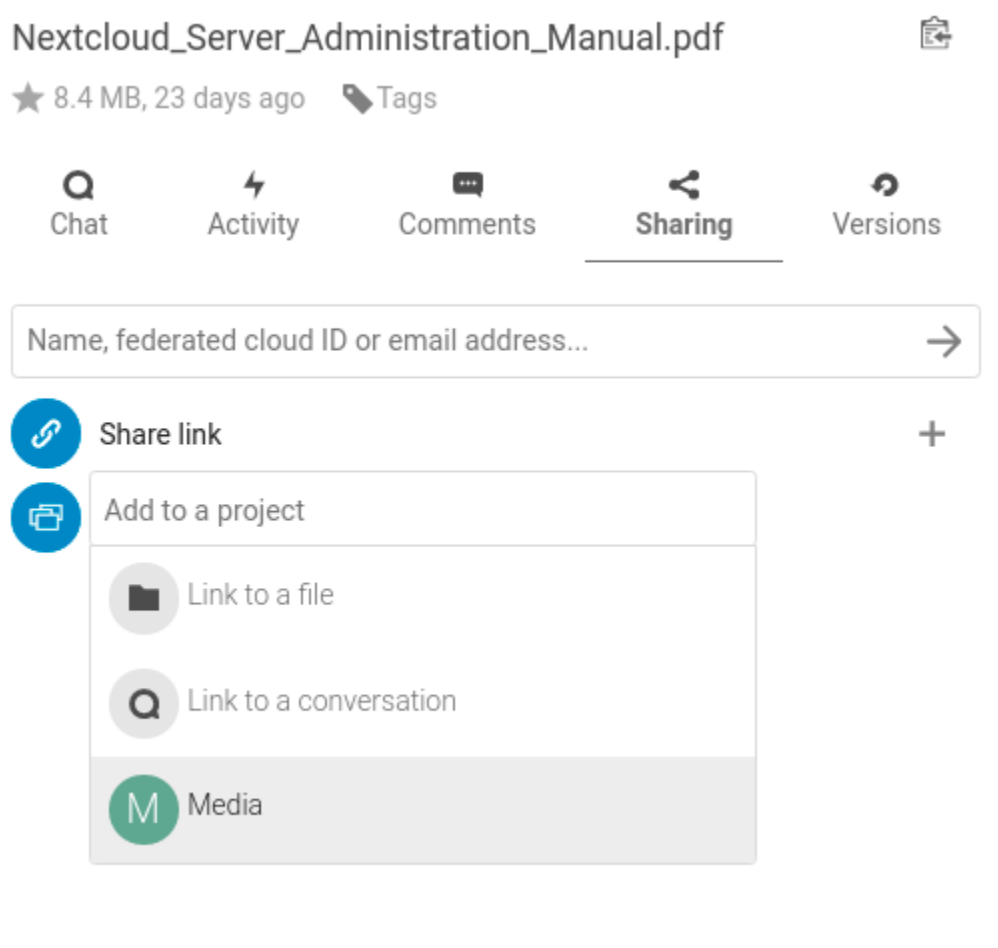 Nextcloud_Server_Administration_Manual.pdf
8.4 MB, 23 days ago Tags
Chat Activity Comments Sharing Versions
Name, federated cloud ID or email address...
Share link
Add to a project
Link to a file
Link to a conversation
M Media